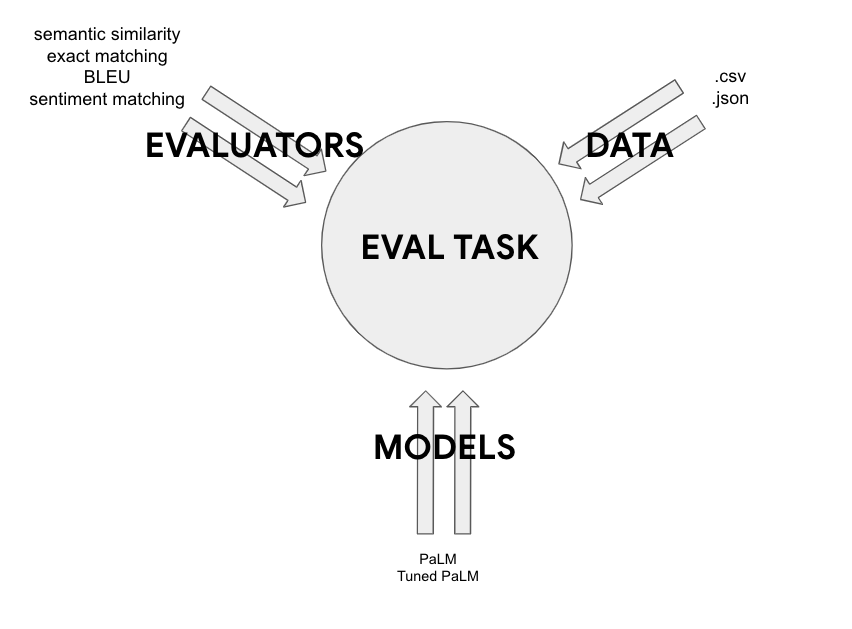 semantic similarity
exact matching
BLEU
sentiment matching
EVALUATORS
.csv
.json
DATA
EVAL TASK
MODELS
PaLM
Tuned PaLM